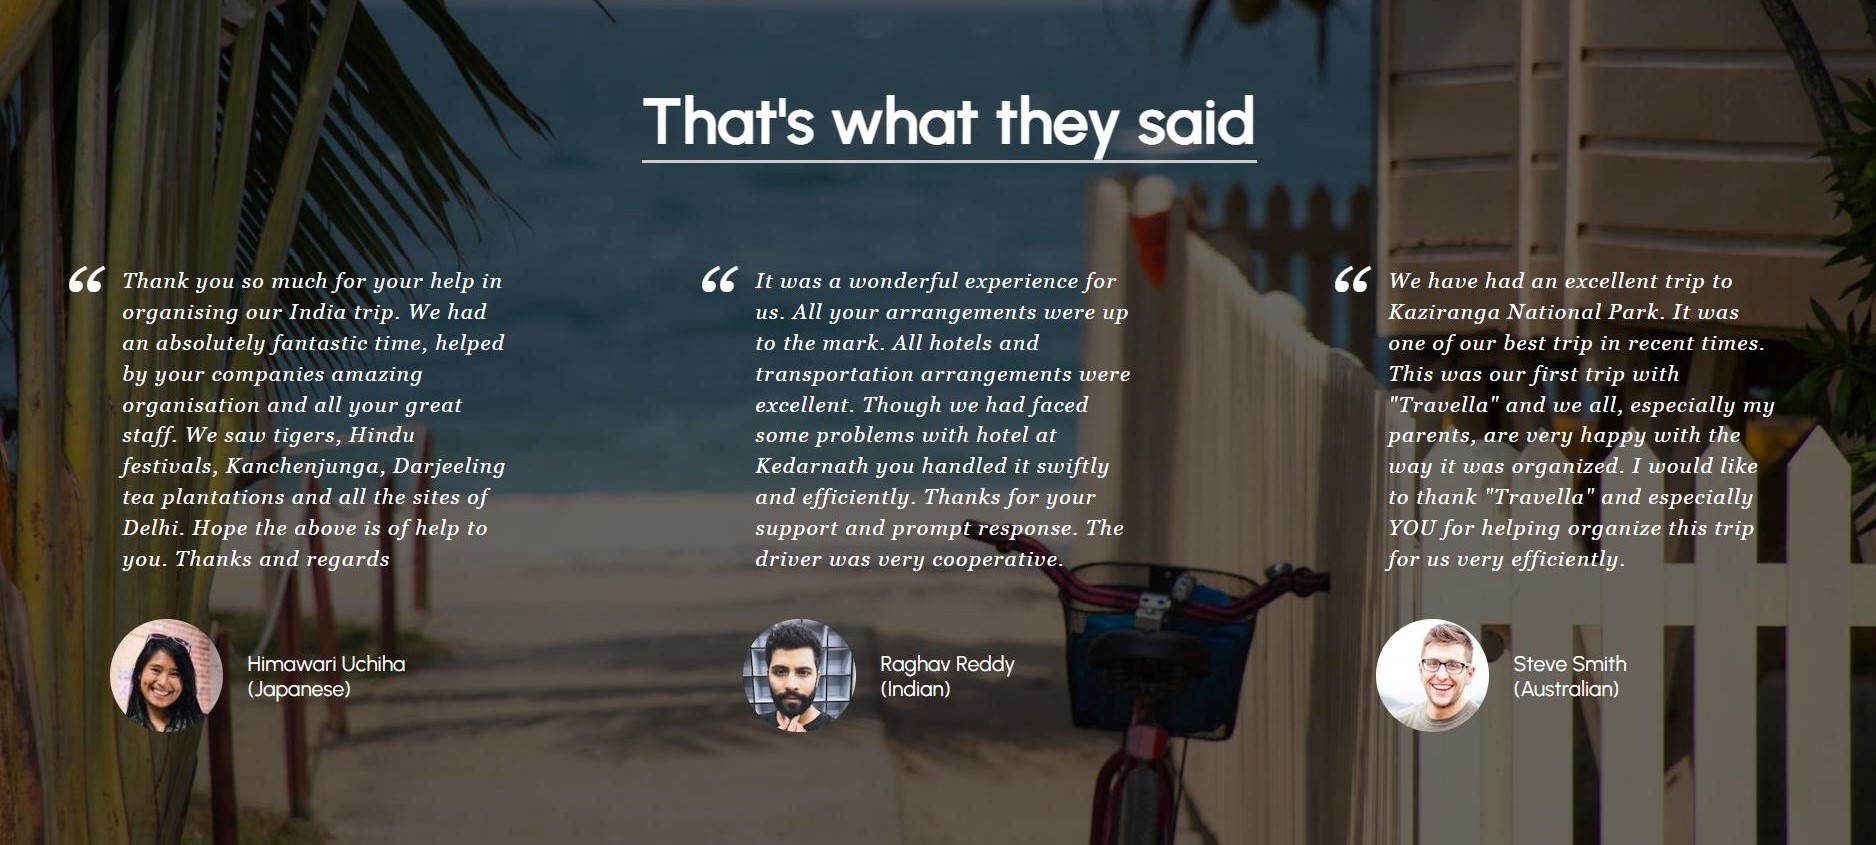 That's what they said
“ Thank you so much for your help in
organising our India trip. We had
an absolutely fantastic time, helped
by your companies amazing
organisation and all your great
staff. We saw tigers, Hindu
festivals, Kanchenjunga, Darjeeling
tea plantations and all the sites of
Delhi. Hope the above is of help to
you. Thanks and regards
Himawari Uchiha
(Japanese)
“ It was a wonderful experience for
us. All your arrangements were up
to the mark. All hotels and
transportation arrangements were
excellent. Though we had faced
some problems with hotel at
Kedarnath you handled it swiftly
and efficiently. Thanks for your
support and prompt response. The
driver was very cooperative.
Raghav Reddy
(Indian)
“ We have had an excellent trip to
Kaziranga National Park. It was
one of our best trip in recent times.
This was our first trip with
"Travella" and we all, especially my
parents, are very happy with the
way it was organized. I would like
to thank "Travella" and especially
YOU for helping organize this trip
for us very efficiently.
Steve Smith
(Australian)